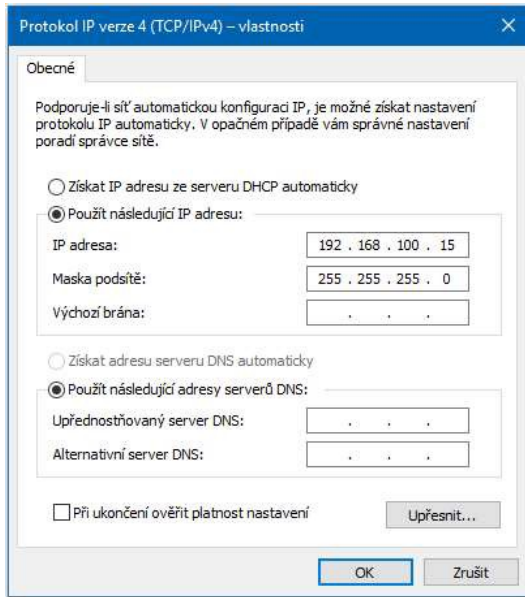 Protokol IP verze 4 (TCP/IPv4) – vlastnosti
Obecné
Podporuje-li síť automatickou konfiguraci IP, je možné získat nastavení
protokolu IP automaticky. V opačném případě vám správné nastavení
poradí správce sítě.
Získat IP adresu ze serveru DHCP automaticky
Použít následující IP adresu:
IP adresa: 192 . 168 . 100 . 15
Maska podsítě: 255 . 255 . 255 . 0
Výchozí brána: . . .
Získat adresu serveru DNS automaticky
Použít následující adresy serverů DNS:
Upřednostňovaný server DNS: . . .
Alternativní server DNS: . . .
Při ukončení ověřit platnost nastavení
Upřesnit...
OK Zrušit